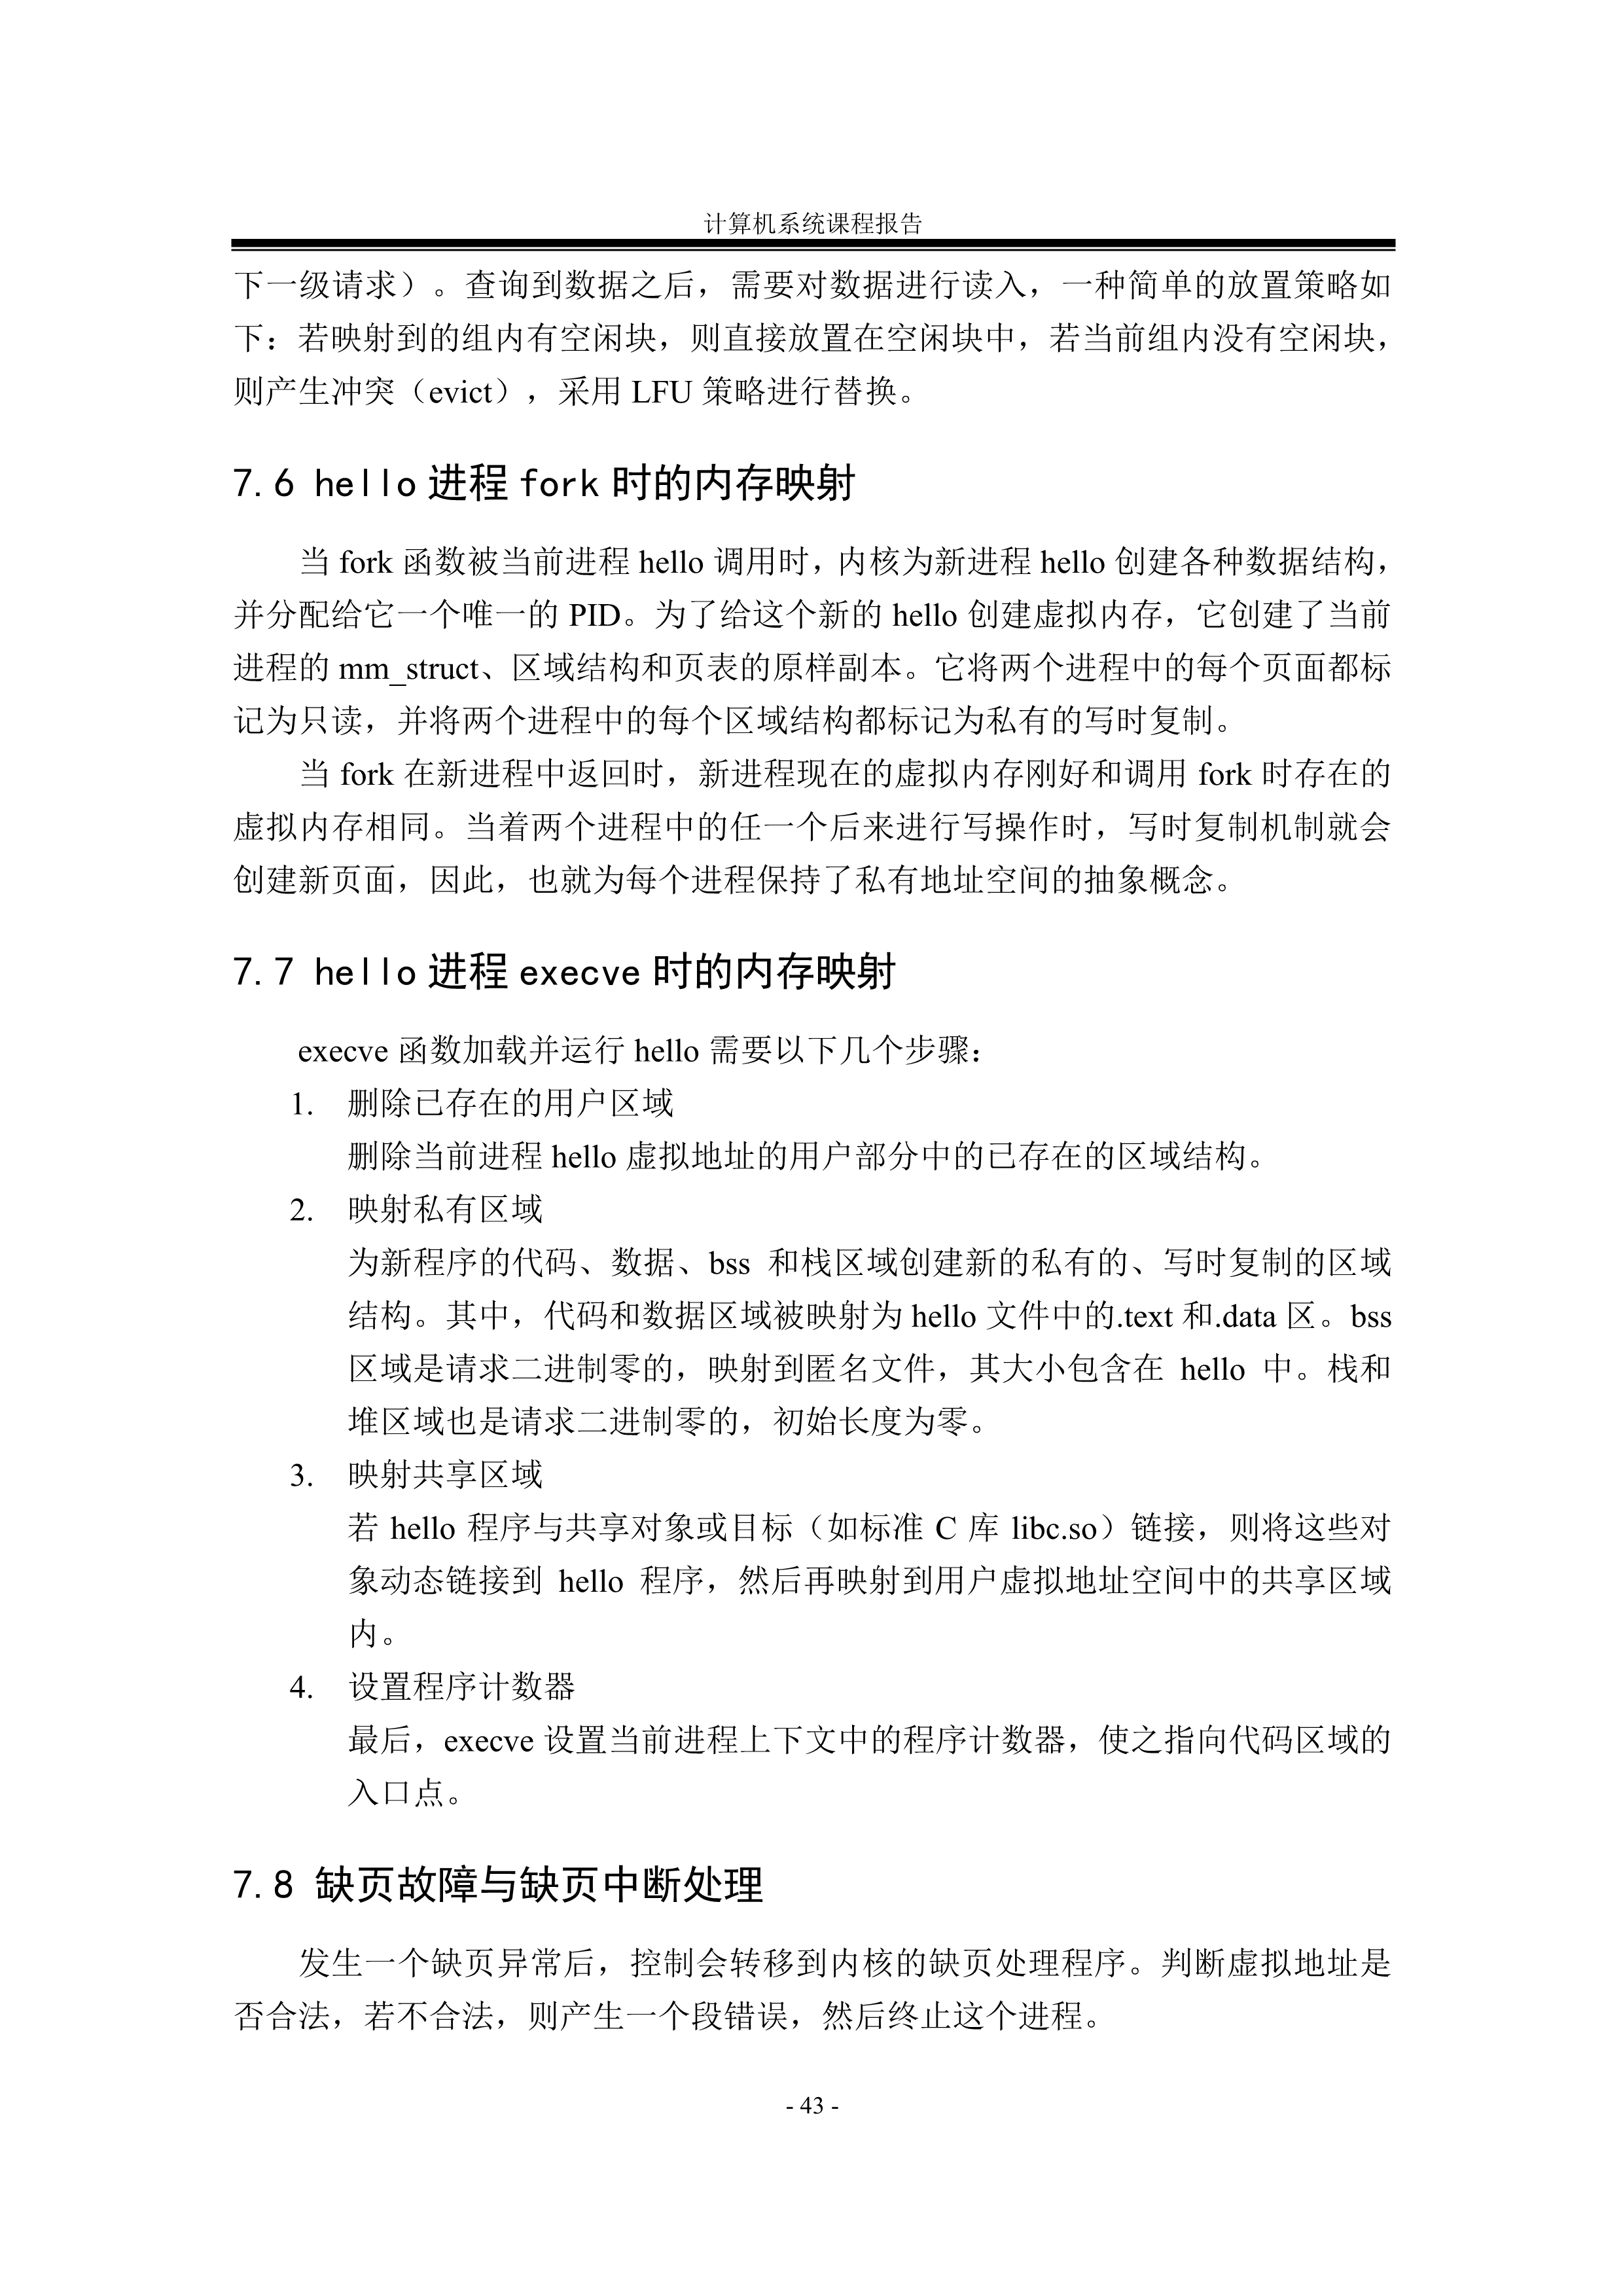 计算机系统课程报告
下一级请求）。查询到数据之后，需要对数据进行读入，一种简单的放置策略如
下：若映射到的组内有空闲块，则直接放置在空闲块中，若当前组内没有空闲块，
则产生冲突（evict），采用 LFU 策略进行替换。
7.6 hello 进程 fork 时的内存映射
当 fork 函数被当前进程 hello 调用时，内核为新进程 hello 创建各种数据结构，
并分配给它一个唯一的 PID。为了给这个新的 hello 创建虚拟内存，它创建了当前
进程的 mm_struct、区域结构和页表的原样副本。它将两个进程中的每个页面都标
记为只读，并将两个进程中的每个区域结构都标记为私有的写时复制。
当 fork 在新进程中返回时，新进程现在的虚拟内存刚好和调用 fork 时存在的
虚拟内存相同。当着两个进程中的任一个后来进行写操作时，写时复制机制就会
创建新页面，因此，也就为每个进程保持了私有地址空间的抽象概念。
7.7 hello 进程 execve 时的内存映射
execve 函数加载并运行 hello 需要以下几个步骤：
1. 删除已存在的用户区域
删除当前进程 hello 虚拟地址的用户部分中的已存在的区域结构。
2. 映射私有区域
为新程序的代码、数据、bss 和栈区域创建新的私有的、写时复制的区域
结构。其中，代码和数据区域被映射为 hello 文件中的.text 和.data 区。bss
区域是请求二进制零的，映射到匿名文件，其大小包含在 hello 中。栈和
堆区域也是请求二进制零的，初始长度为零。
3. 映射共享区域
若 hello 程序与共享对象或目标（如标准 C 库 libc.so）链接，则将这些对
象动态链接到 hello 程序，然后再映射到用户虚拟地址空间中的共享区域
内。
4. 设置程序计数器
最后，execve 设置当前进程上下文中的程序计数器，使之指向代码区域的
入口点。
7.8 缺页故障与缺页中断处理
发生一个缺页异常后，控制会转移到内核的缺页处理程序。判断虚拟地址是
否合法，若不合法，则产生一个段错误，然后终止这个进程。
- 43 -